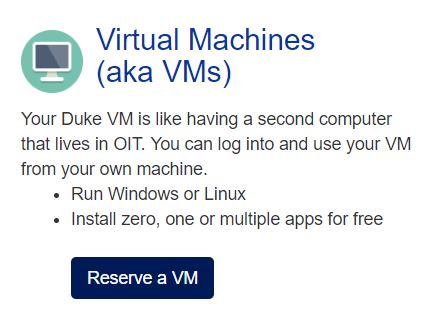 Virtual Machines
(aka VMs)
Your Duke VM is like having a second computer
that lives in OIT. You can log into and use your VM
from your own machine.
• Run Windows or Linux
• Install zero, one or multiple apps for free
Reserve a VM